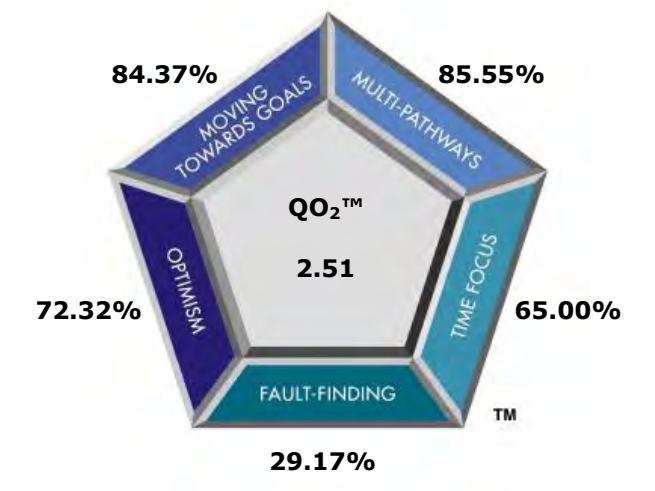 84.37%
85.55%
MOVING
TOWARDS GOALS
MULTI-PATHWAYS
QO₂™
2.51
OPTIMISM
TIME FOCUS
72.32%
65.00%
FAULT-FINDING
TM
29.17%